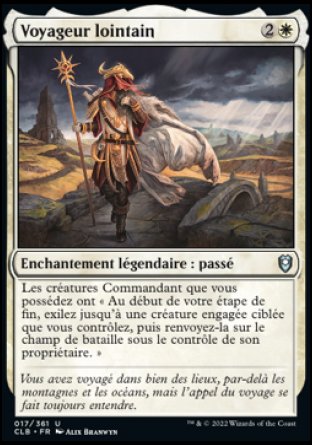 Voyageur lointain 2
Enchantement légendaire : passé
Les créatures Commandant que vous
possédez ont « Au début de votre étape de
fin, exilez jusqu'à une créature engagée ciblée
que vous contrôlez, puis renvoyez-la sur le
champ de bataille sous le contrôle de son
propriétaire. »
Vous avez voyagé dans bien des lieux, par-delà les
montagnes et les océans, mais l'appel du voyage se
fait toujours entendre.
017/361 U
CLB • FR Alix Branwyn
™ & © 2022 Wizards of the Coast